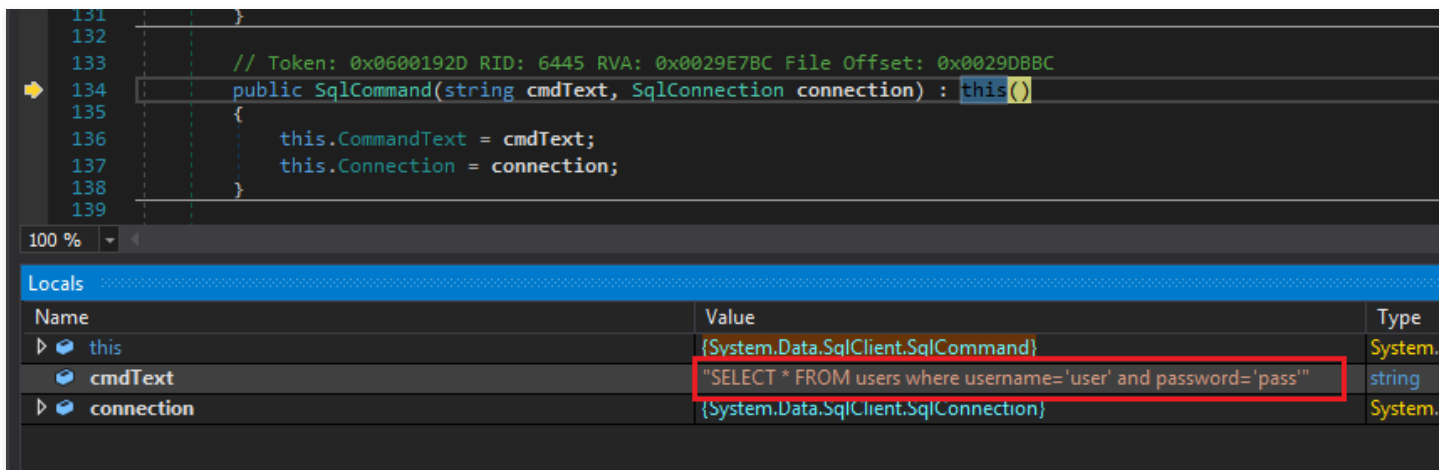 131 }
132
133 // Token: 0x0600192D RID: 6445 RVA: 0x0029E7BC File Offset: 0x0029DBBC
134 public SqlCommand(string cmdText, SqlConnection connection) : this()
135 {
136 this.CommandText = cmdText;
137 this.Connection = connection;
138 }
139
100 %
Locals
Name Value Type
this {System.Data.SqlClient.SqlCommand} System.
cmdText "SELECT * FROM users where username='user' and password='pass'" string
connection {System.Data.SqlClient.SqlConnection} System.